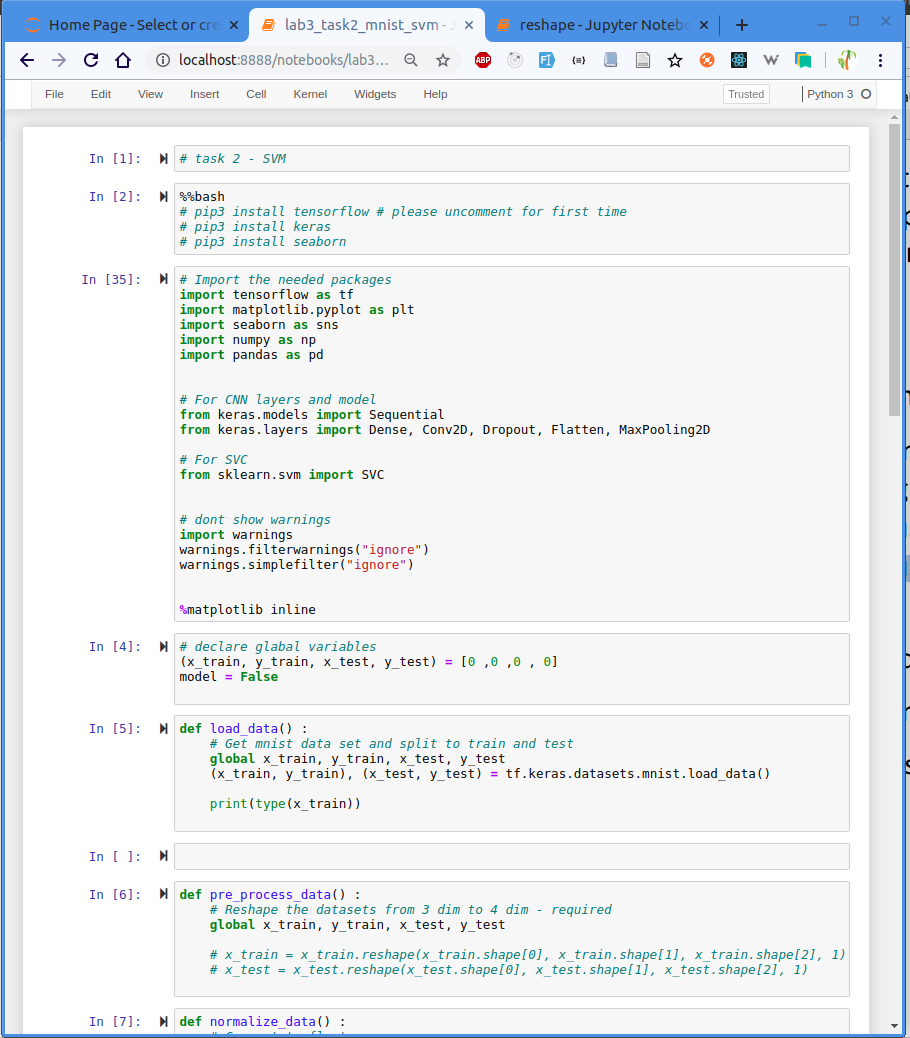 Home Page - Select or cre
lab3_task2_mnist_svm -
reshape - Jupyter Notebo
localhost:8888/notebooks/lab3...
ABP
File Edit View Insert Cell Kernel Widgets Help Trusted Python 3
In [1]: # task 2 - SVM
In [2]: %%bash
# pip3 install tensorflow # please uncomment for first time
# pip3 install keras
# pip3 install seaborn
In [35]: # Import the needed packages
import tensorflow as tf
import matplotlib.pyplot as plt
import seaborn as sns
import numpy as np
import pandas as pd
# For CNN layers and model
from keras.models import Sequential
from keras.layers import Dense, Conv2D, Dropout, Flatten, MaxPooling2D
# For SVC
from sklearn.svm import SVC
# dont show warnings
import warnings
warnings.filterwarnings("ignore")
warnings.simplefilter("ignore")
%matplotlib inline
In [4]: # declare glabal variables
(x_train, y_train, x_test, y_test) = [0 ,0 ,0 , 0]
model = False
In [5]: def load_data() :
# Get mnist data set and split to train and test
global x_train, y_train, x_test, y_test
(x_train, y_train), (x_test, y_test) = tf.keras.datasets.mnist.load_data()
print(type(x_train))
In [ ]:
In [6]: def pre_process_data() :
# Reshape the datasets from 3 dim to 4 dim - required
global x_train, y_train, x_test, y_test
# x_train = x_train.reshape(x_train.shape[0], x_train.shape[1], x_train.shape[2], 1)
# x_test = x_test.reshape(x_test.shape[0], x_test.shape[1], x_test.shape[2], 1)
In [7]: def normalize_data() :